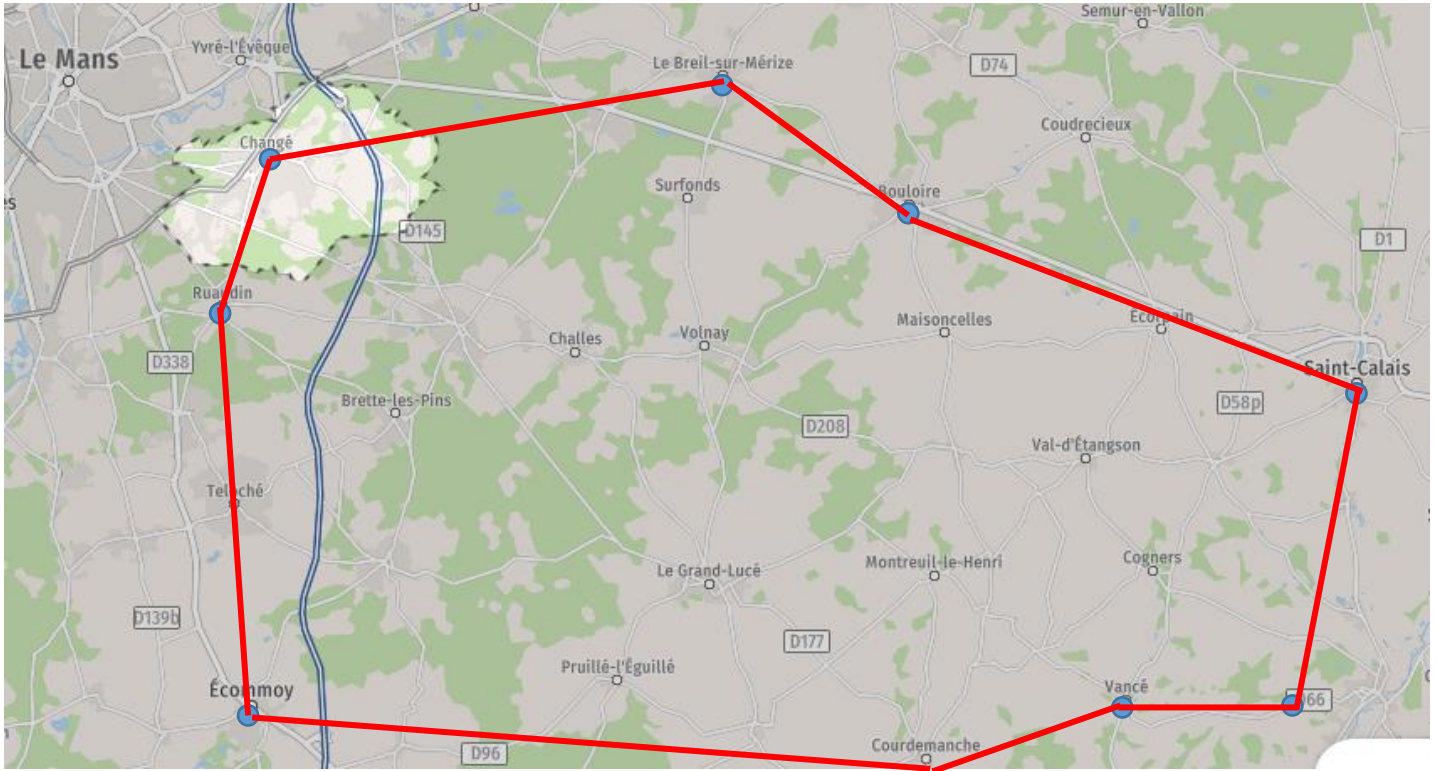 Semur-en-Vallon
Le Mans
Yvré-l'Évêque
Le Breil-sur-Mérize
D74
Coudrecieux
Changé
Surfonds
Bouloire
D145
D1
Ruaudin
Écorpain
Maisoncelles
Volnay
Challes
D338
Saint-Calais
Brette-les-Pins
D58p
D208
Val-d'Étangson
Teloché
Cogners
Montreuil-le-Henri
Le Grand-Lucé
D139b
D177
Pruillé-l'Éguillé
Écommoy
Vancé
Courdemanche
D96